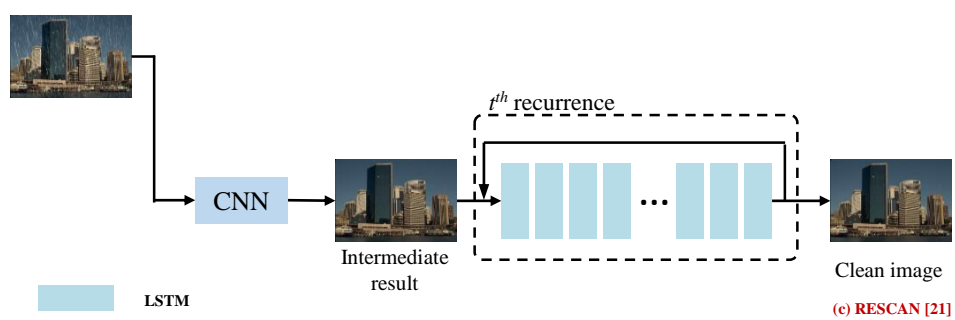 t^th recurrence
CNN
Intermediate
result
Clean image
LSTM
(c) RESCAN [21]